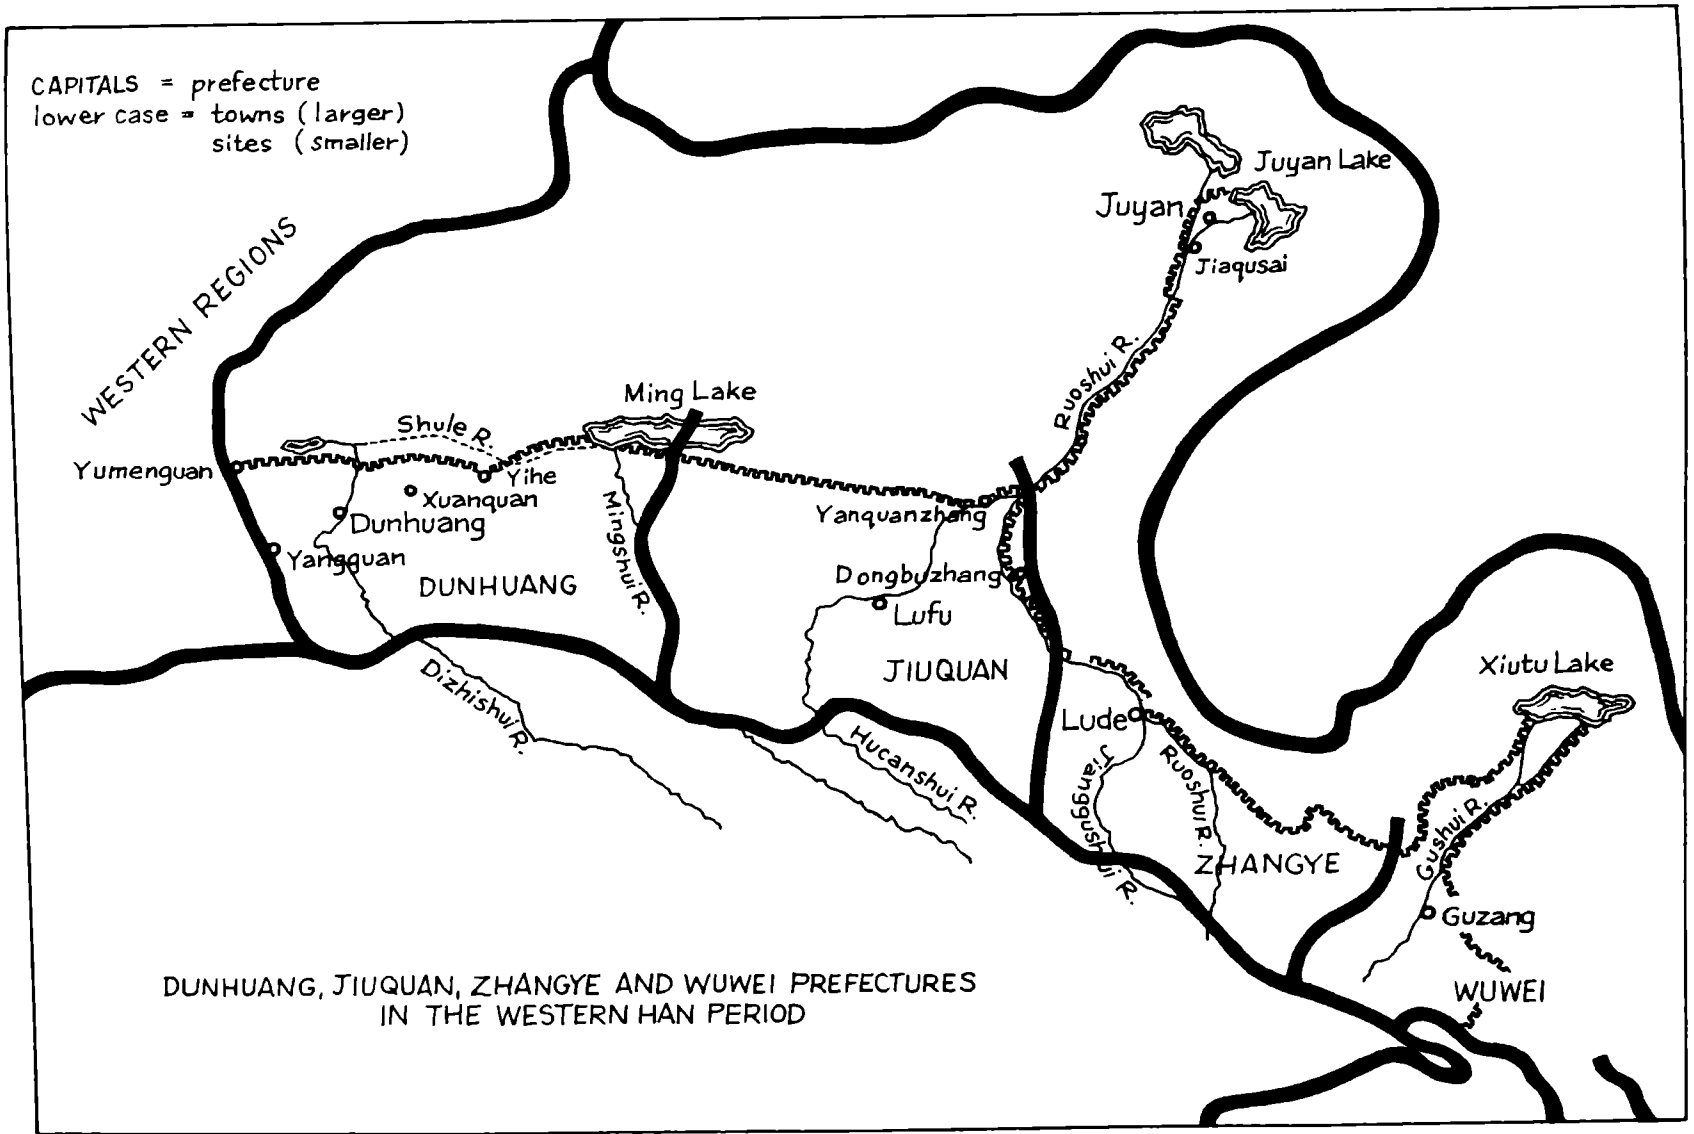 CAPITALS = prefecture
lower case = towns (larger)
sites (smaller)
WESTERN REGIONS
Juyan Lake
Juyan
Jiaqusai
Ruoshui R.
Ming Lake
Shule R.
Yumenguan
Yihe
Xuanquan
Dunhuang
Yangguan
DUNHUANG
Mingshui R.
Yanquanzhang
Dongbuzhang
Lufu
JIUQUAN
Dizhishui R.
Hucanshui R.
Lude
Jiangushui R.
Ruoshui R.
ZHANGYE
Xiutu Lake
Gushui R.
Guzang
WUWEI
DUNHUANG, JIUQUAN, ZHANGYE AND WUWEI PREFECTURES
IN THE WESTERN HAN PERIOD